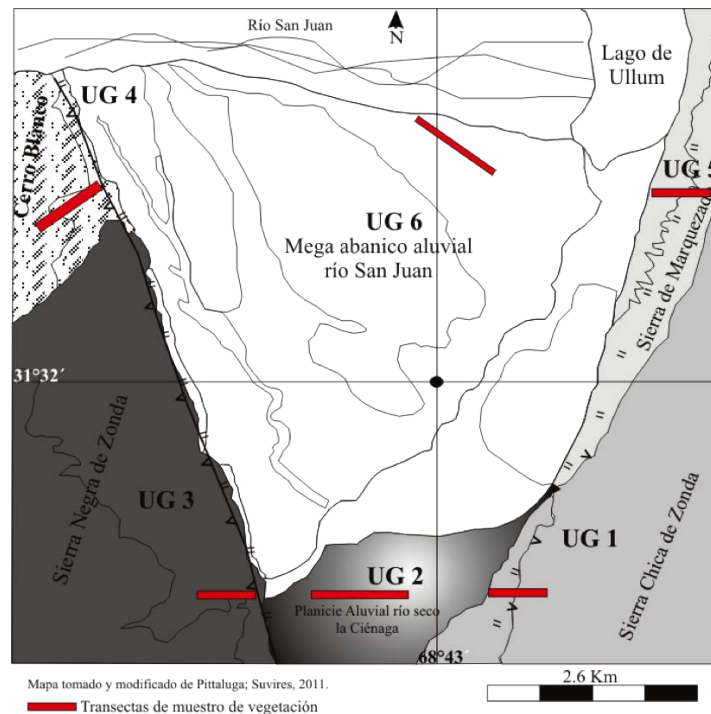 Río San Juan
N
Lago de
Ullum
UG 4
Cerro Blanco
UG 5
UG 6
Mega abanico aluvial
río San Juan
Sierra de Marquezado
31°32´
Sierra Negra de Zonda
UG 3
UG 1
Sierra Chica de Zonda
UG 2
Planicie Aluvial río seco
la Ciénaga
68°43´
Mapa tomado y modificado de Pittaluga; Suvires, 2011.
2.6 Km
Transectas de muestro de vegetación